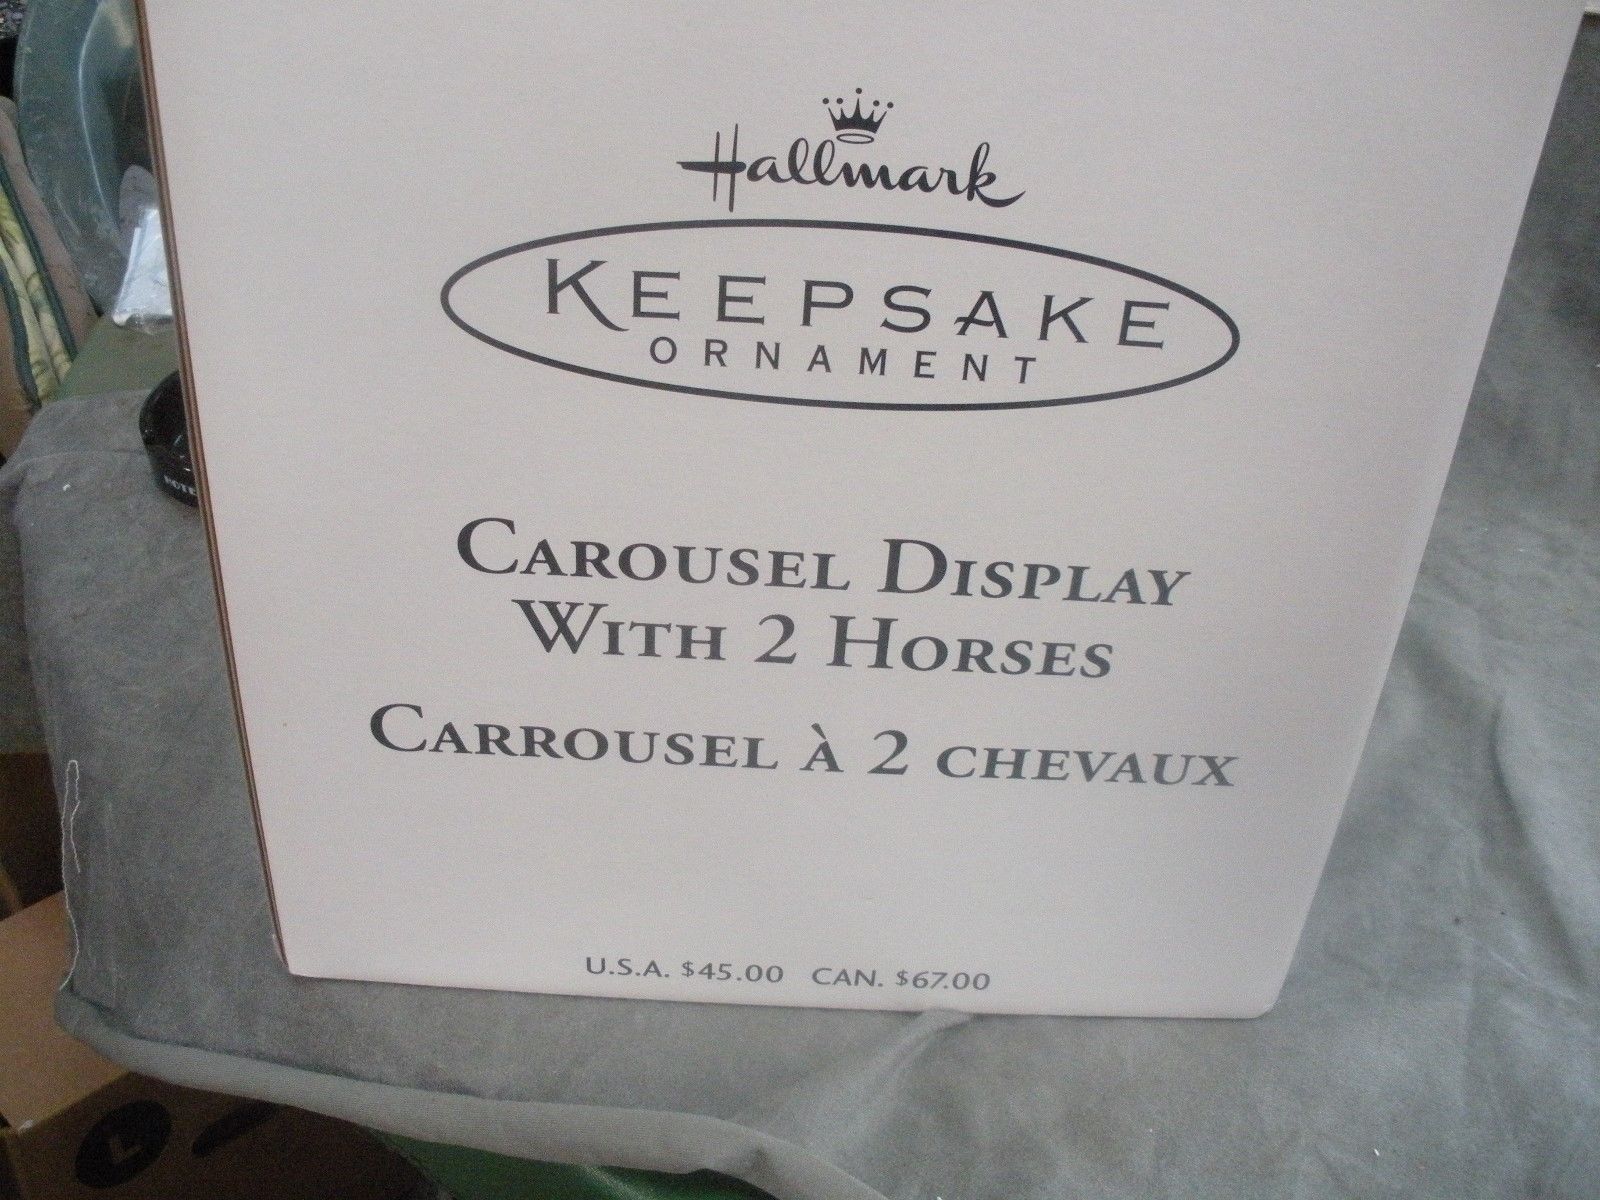 Hallmark
KEEPSAKE
ORNAMENT
CAROUSEL DISPLAY
WITH 2 HORSES
CARROUSEL À 2 CHEVAUX
U.S.A. $45.00 CAN. $67.00
L